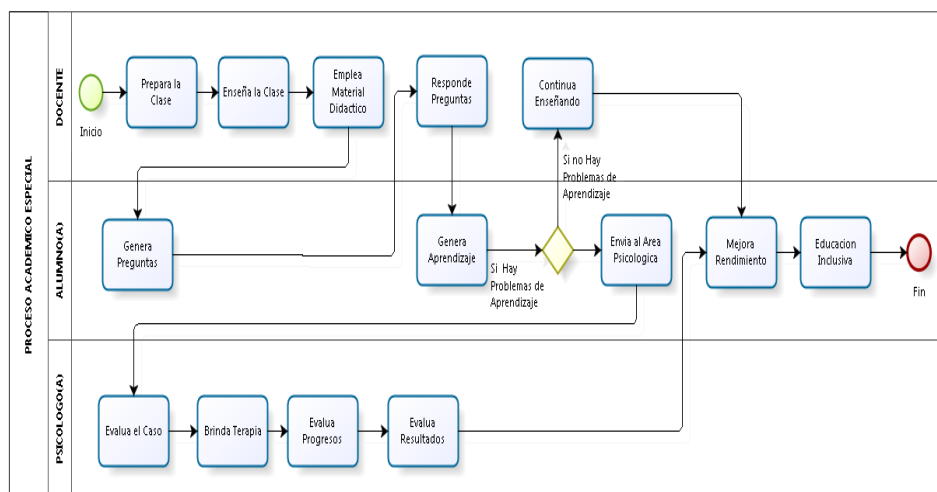 PROCESO ACADEMICO ESPECIAL
DOCENTE
Inicio
Prepara la
Clase
Enseña la Clase
Emplea
Material
Didactico
Responde
Preguntas
Continua
Enseñando
Si no Hay
Problemas de
Aprendizaje
ALUMNO(A)
Genera
Preguntas
Genera
Aprendizaje
Si Hay
Problemas de
Aprendizaje
Envia al Area
Psicologica
Mejora
Rendimiento
Educacion
Inclusiva
Fin
PSICOLOGO(A)
Evalua el Caso
Brinda Terapia
Evalua
Progresos
Evalua
Resultados